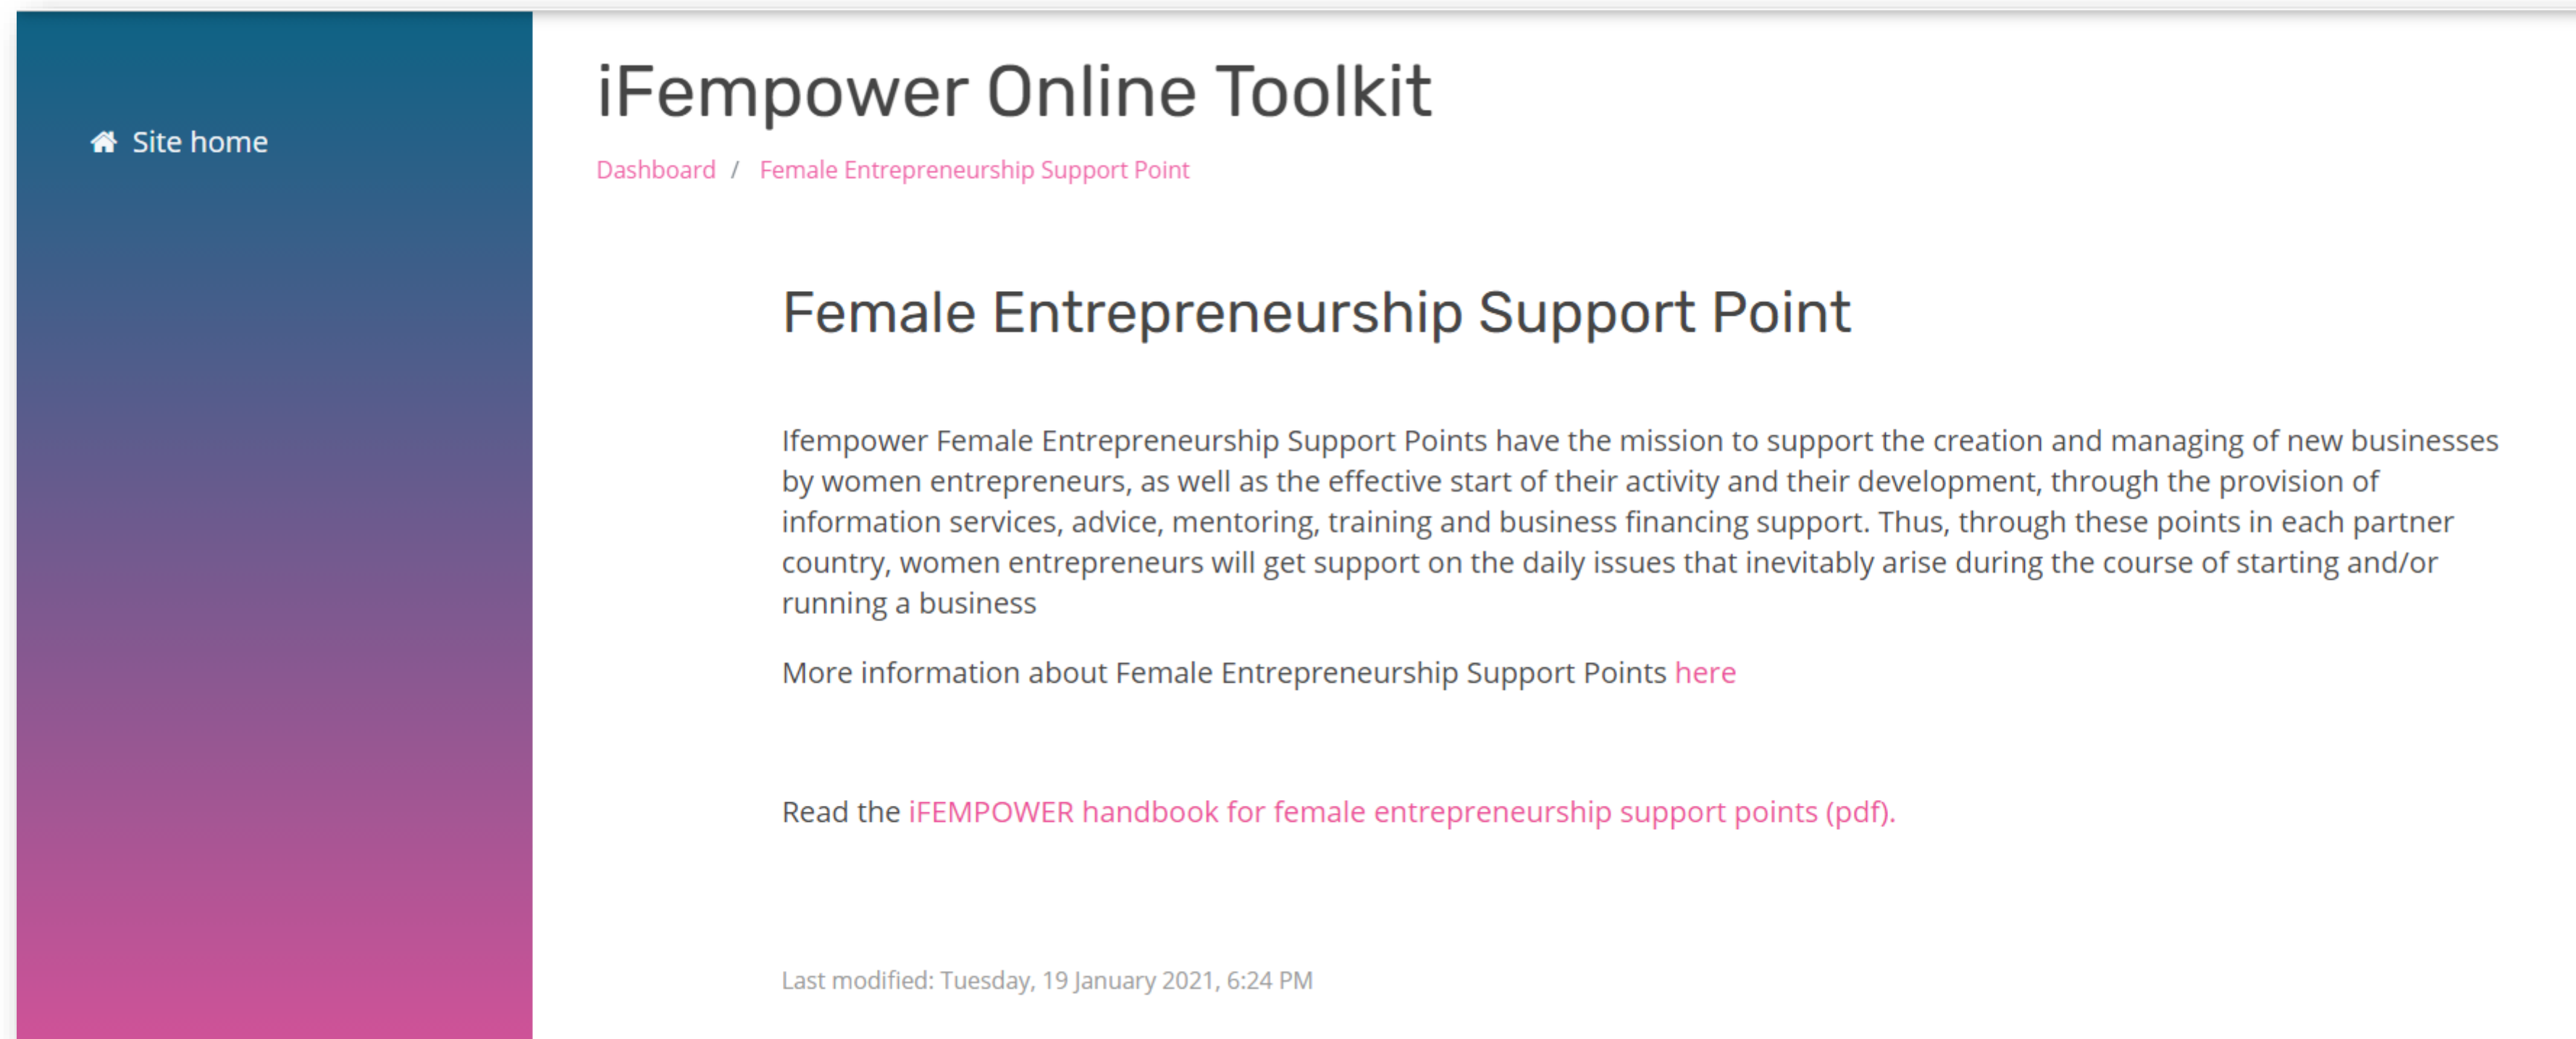 Site home
iFempower Online Toolkit
Dashboard / Female Entrepreneurship Support Point
Female Entrepreneurship Support Point
Ifempower Female Entrepreneurship Support Points have the mission to support the creation and managing of new businesses
by women entrepreneurs, as well as the effective start of their activity and their development, through the provision of
information services, advice, mentoring, training and business financing support. Thus, through these points in each partner
country, women entrepreneurs will get support on the daily issues that inevitably arise during the course of starting and/or
running a business
More information about Female Entrepreneurship Support Points here
Read the iFEMPOWER handbook for female entrepreneurship support points (pdf).
Last modified: Tuesday, 19 January 2021, 6:24 PM